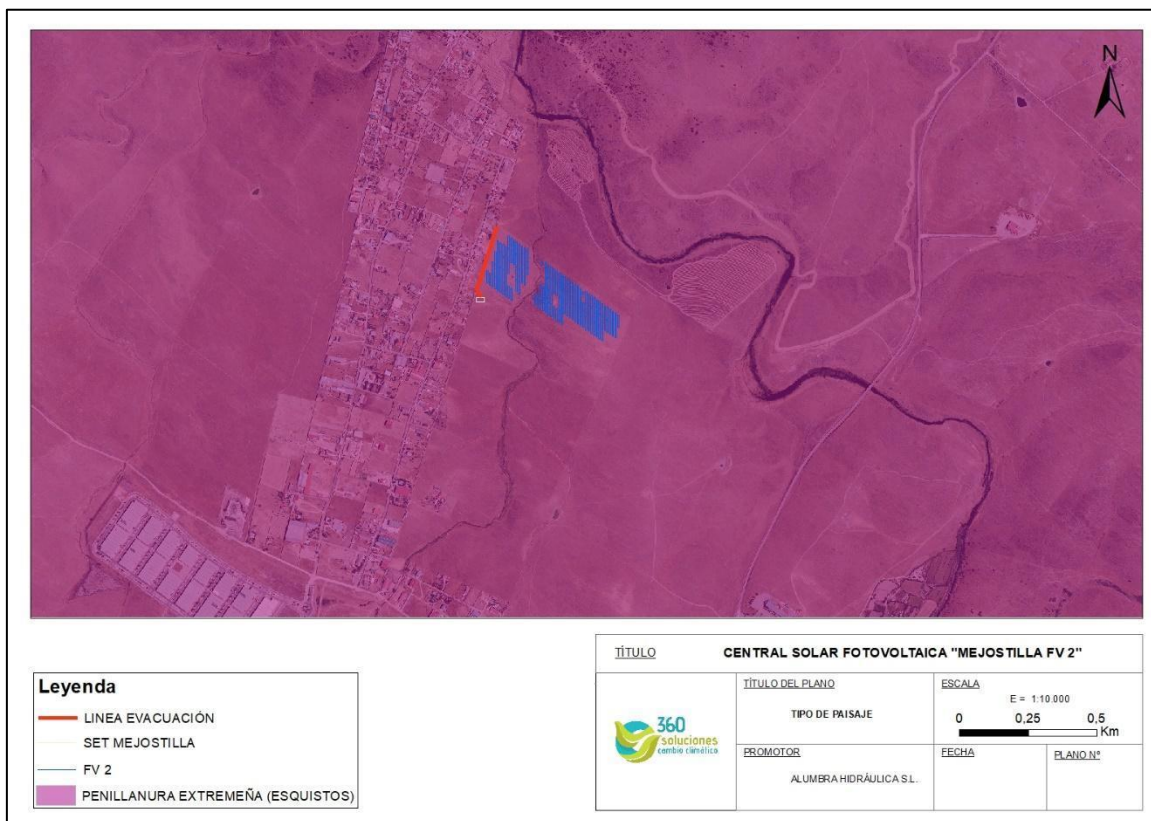 N
Leyenda
LINEA EVACUACIÓN
SET MEJOSTILLA
FV 2
PENILLANURA EXTREMEÑA (ESQUISTOS)
TÍTULO
CENTRAL SOLAR FOTOVOLTAICA "MEJOSTILLA FV 2"
360
soluciones
cambio climático
TÍTULO DEL PLANO
TIPO DE PAISAJE
ESCALA
E = 1:10.000
0 0,25 0,5
Km
PROMOTOR
ALUMBRA HIDRÁULICA S.L.
FECHA
PLANO Nº